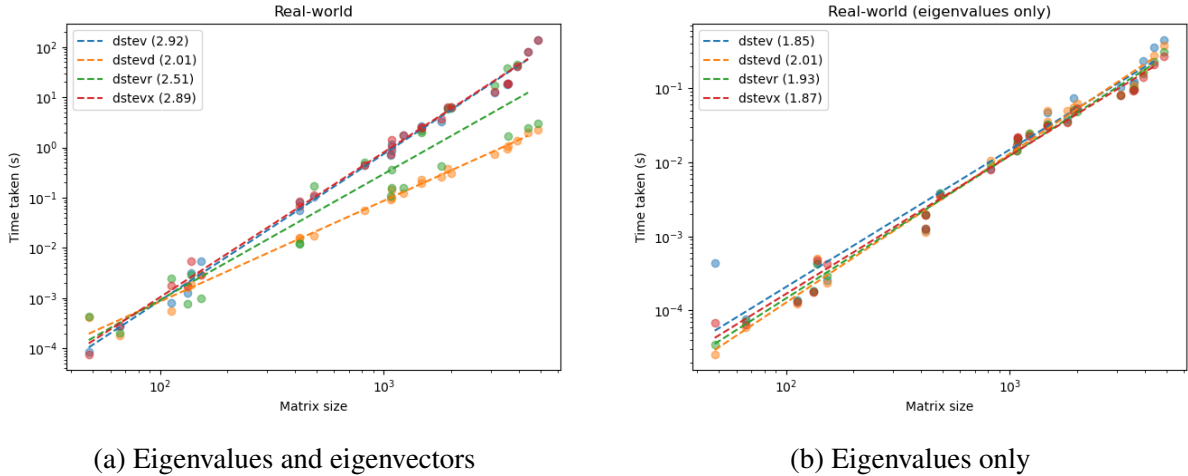 Real-world
dstev (2.92)
dstevd (2.01)
dstevr (2.51)
dstevx (2.89)
Time taken (s)
10²
10¹
10⁰
10⁻¹
10⁻²
10⁻³
10⁻⁴
10²
10³
Matrix size
(a) Eigenvalues and eigenvectors
Real-world (eigenvalues only)
dstev (1.85)
dstevd (2.01)
dstevr (1.93)
dstevx (1.87)
Time taken (s)
10⁻¹
10⁻²
10⁻³
10⁻⁴
10²
10³
Matrix size
(b) Eigenvalues only